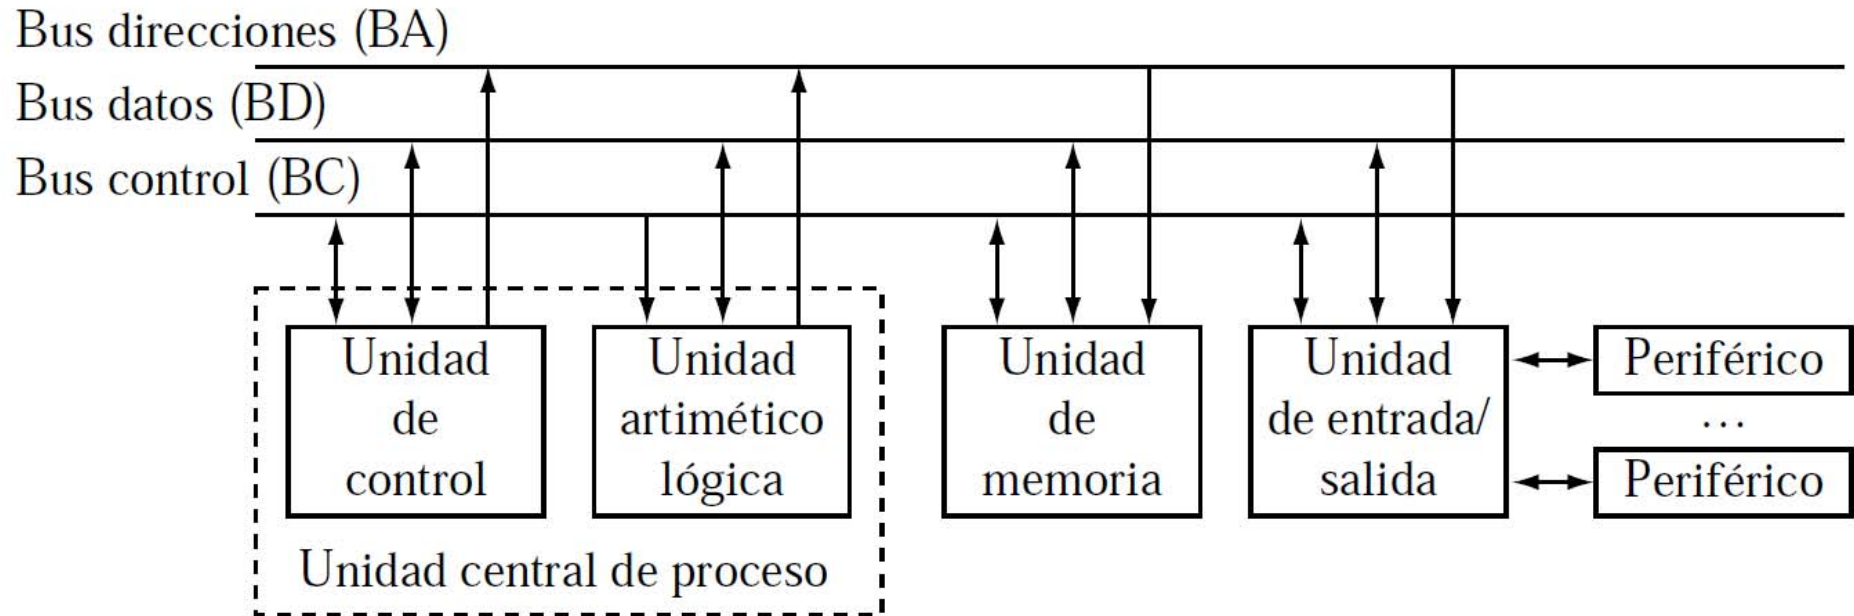 Bus direcciones (BA)
Bus datos (BD)
Bus control (BC)
Unidad
de
control
Unidad
artimético
lógica
Unidad
de
memoria
Unidad
de entrada/
salida
Periférico
...
Periférico
Unidad central de proceso